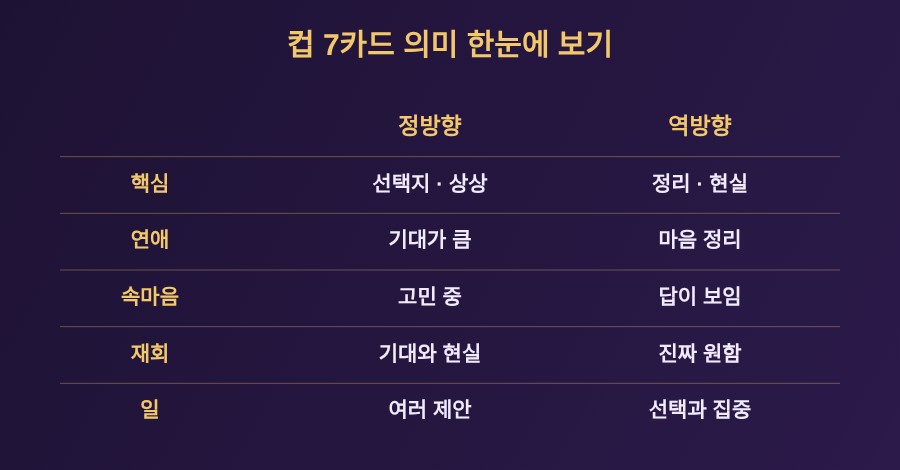 컵 7카드 의미 한눈에 보기
정방향 역방향
핵심 선택지 · 상상 정리 · 현실
연애 기대가 큼 마음 정리
속마음 고민 중 답이 보임
재회 기대와 현실 진짜 원함
일 여러 제안 선택과 집중